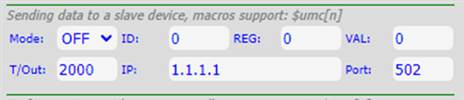 Sending data to a slave device, macros support: $umc[n]
Mode: OFF ID: 0 REG: 0 VAL: 0
T/Out: 2000 IP: 1.1.1.1 Port: 502